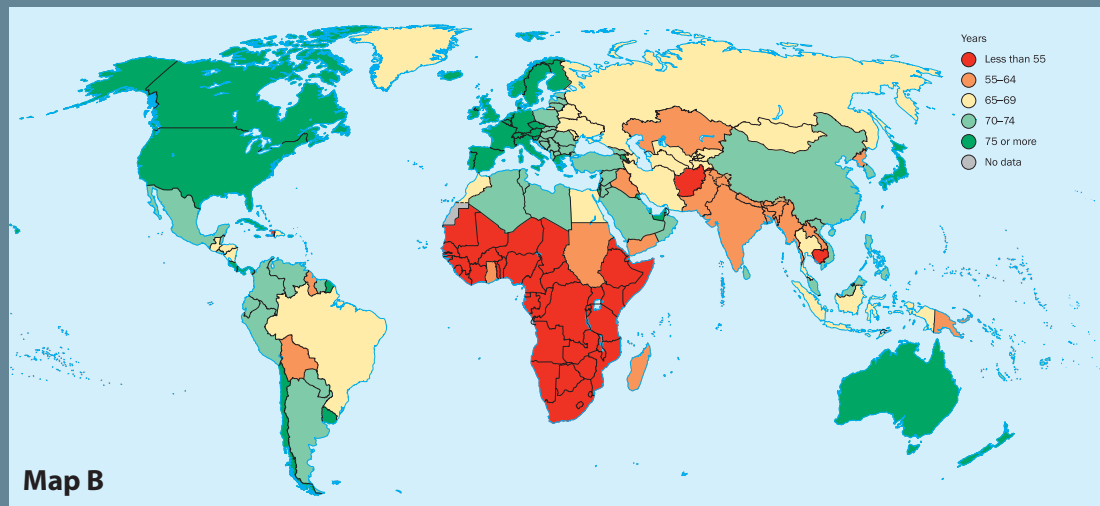 Years
Less than 55
55–64
65–69
70–74
75 or more
No data
Map B